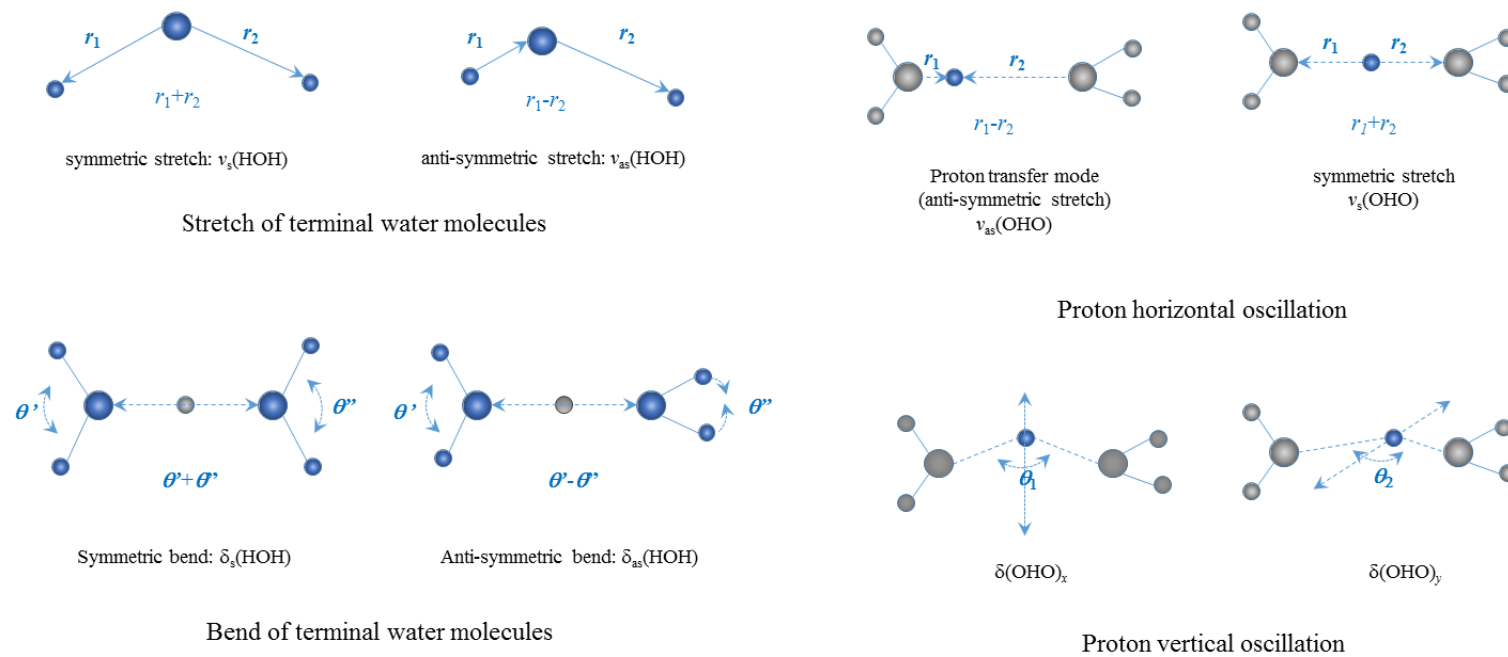 r₁
r₂
r₁+r₂
symmetric stretch: νₛ(HOH)
r₁
r₂
r₁-r₂
anti-symmetric stretch: νₐₛ(HOH)
Stretch of terminal water molecules
r₁
r₂
r₁-r₂
Proton transfer mode
(anti-symmetric stretch)
νₐₛ(OHO)
r₁
r₂
r₁+r₂
symmetric stretch
νₛ(OHO)
Proton horizontal oscillation
θ'
θ"
θ'+θ"
Symmetric bend: δₛ(HOH)
θ'
θ"
θ'-θ"
Anti-symmetric bend: δₐₛ(HOH)
Bend of terminal water molecules
θ₁
δ(OHO)ₓ
θ₂
δ(OHO)y
Proton vertical oscillation